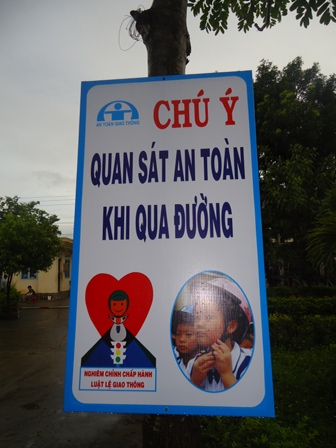 AN TOÀN GIAO THÔNG
CHÚ Ý
QUAN SÁT AN TOÀN
KHI QUA ĐƯỜNG
NGHIÊM CHỈNH CHẤP HÀNH
LUẬT LỆ GIAO THÔNG